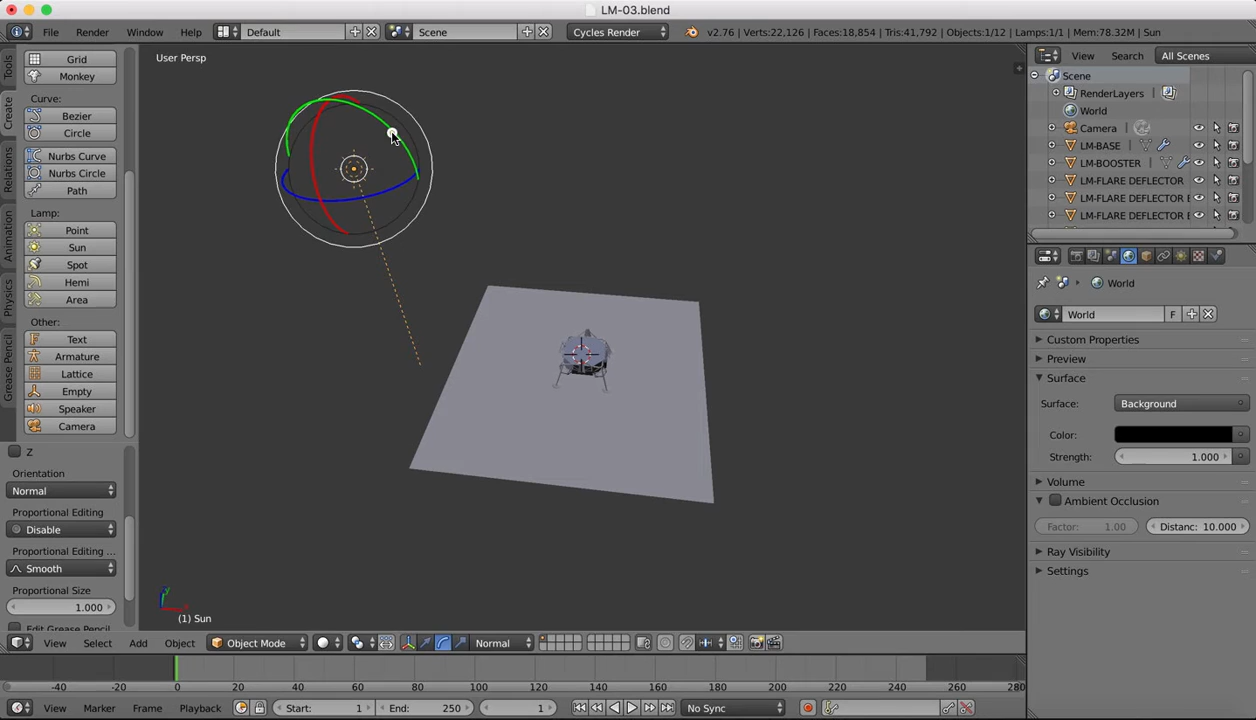 LM-03.blend
File Render Window Help Default Scene Cycles Render v2.76 | Verts:22,126 | Faces:18,854 | Tris:41,792 | Objects:1/12 | Lamps:1/1 | Mem:78.32M | Sun
User Persp
Tools
Create
Relations
Animation
Physics
Grease Pencil
Grid
Monkey
Curve:
Bezier
Circle
Nurbs Curve
Nurbs Circle
Path
Lamp:
Point
Sun
Spot
Hemi
Area
Other:
Text
Armature
Lattice
Empty
Speaker
Camera
Z
Orientation
Normal
Proportional Editing
Disable
Proportional Editing ...
Smooth
Proportional Size
1.000
Edit Grease Pencil
(1) Sun
View Search All Scenes
Scene
RenderLayers
World
Camera
LM-BASE
LM-BOOSTER
LM-FLARE DEFLECTOR
LM-FLARE DEFLECTOR E
LM-FLARE DEFLECTOR E
World
World F
Custom Properties
Preview
Surface
Surface: Background
Color:
Strength: 1.000
Volume
Ambient Occlusion
Factor: 1.00 Distanc: 10.000
Ray Visibility
Settings
View Select Add Object Object Mode Normal
-40 -20 0 20 40 60 80 100 120 140 160 180 200 220 240 260 280
View Marker Frame Playback Start: 1 End: 250 1 No Sync